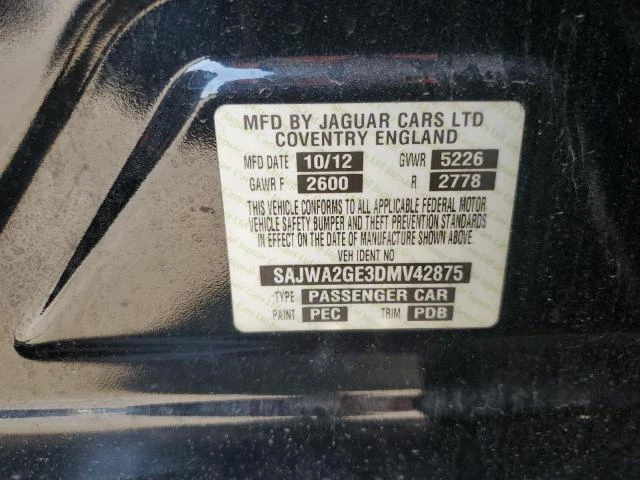 MFD BY JAGUAR CARS LTD
COVENTRY ENGLAND
MFD DATE 10/12 GVWR 5226
GAWR F 2600 R 2778
THIS VEHICLE CONFORMS TO ALL APPLICABLE FEDERAL MOTOR
VEHICLE SAFETY BUMPER AND THEFT PREVENTION STANDARDS
IN EFFECT ON THE DATE OF MANUFACTURE SHOWN ABOVE.
VEH IDENT NO
SAJWA2GE3DMV42875
TYPE PASSENGER CAR
PAINT PEC TRIM PDB